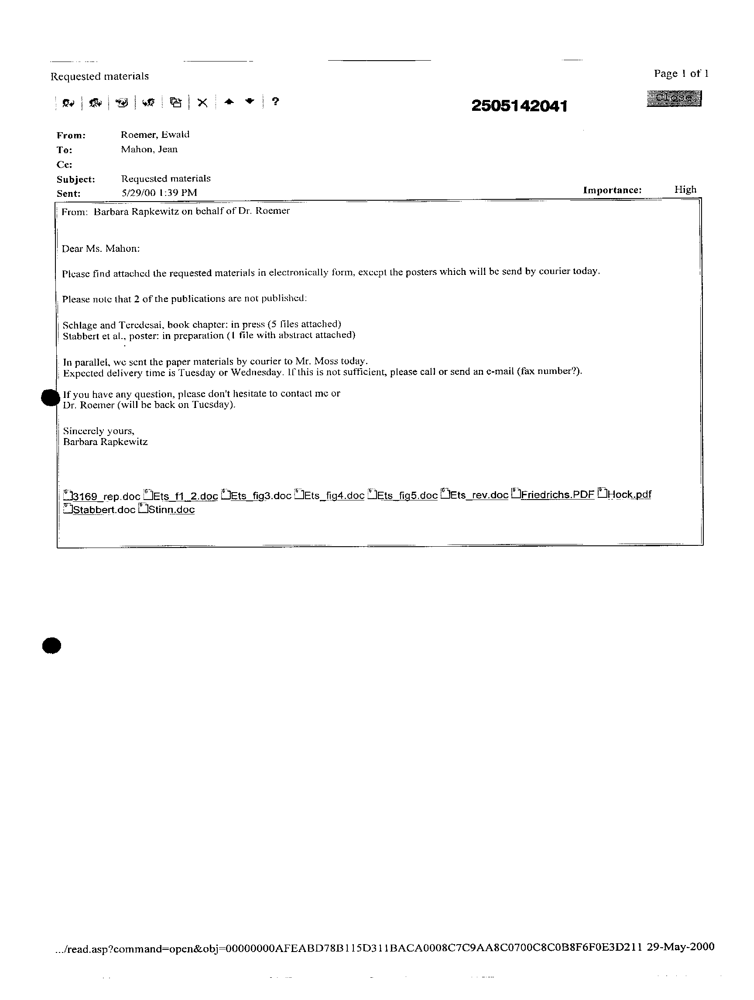 Requested materials
Page 1 of 1
?
2505142041
Close
From: Roemer, Ewald
To: Mahon, Jean
Cc:
Subject: Requested materials
Sent: 5/29/00 1:39 PM
Importance: High
From: Barbara Rapkewitz on behalf of Dr. Roemer
Dear Ms. Mahon:
Please find attached the requested materials in electronically form, except the posters which will be send by courier today.
Please note that 2 of the publications are not published:
Schlage and Teredesai, book chapter: in press (5 files attached)
Stabbert et al., poster: in preparation (1 file with abstract attached)
In parallel, we sent the paper materials by courier to Mr. Moss today.
Expected delivery time is Tuesday or Wednesday. If this is not sufficient, please call or send an e-mail (fax number?).
If you have any question, please don't hesitate to contact me or
Dr. Roemer (will be back on Tuesday).
Sincerely yours,
Barbara Rapkewitz
3169_rep.doc Ets_f1_2.doc Ets_fig3.doc Ets_fig4.doc Ets_fig5.doc Ets_rev.doc Friedrichs.PDF Hock.pdf
Stabbert.doc Stinn.doc
.../read.asp?command=open&obj=00000000AFEABD78B115D311BACA0008C7C9AA8C0700C8C0B8F6F0E3D211 29-May-2000